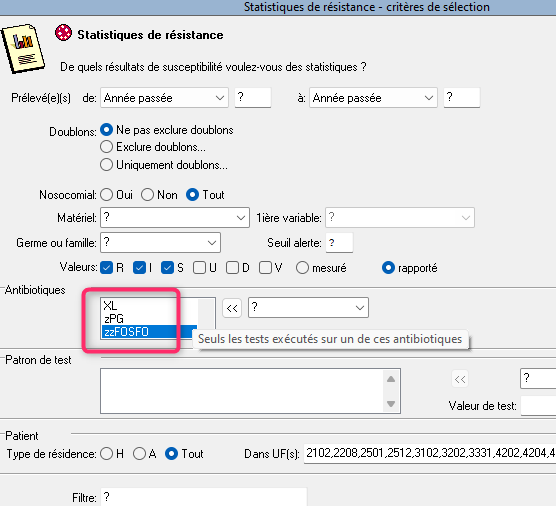 Statistiques de résistance - critères de sélection
Statistiques de résistance
De quels résultats de susceptibilité voulez-vous des statistiques ?
Prélevé(e)(s) de: Année passée ? à: Année passée ?
Doublons: Ne pas exclure doublons
Exclure doublons...
Uniquement doublons...
Nosocomial: Oui Non Tout
Matériel: ? 1ière variable: ?
Germe ou famille: ? Seuil alerte: ?
Valeurs: R I S U D V mesuré rapporté
Antibiotiques
XL << ?
zPG
zzFOSFO
Seuls les tests exécutés sur un de ces antibiotiques
Patron de test
<< ?
Valeur de test:
Patient
Type de résidence: H A Tout Dans UF(s): 2102,2208,2501,2512,3102,3202,3331,4202,4204,4
Filtre: ?